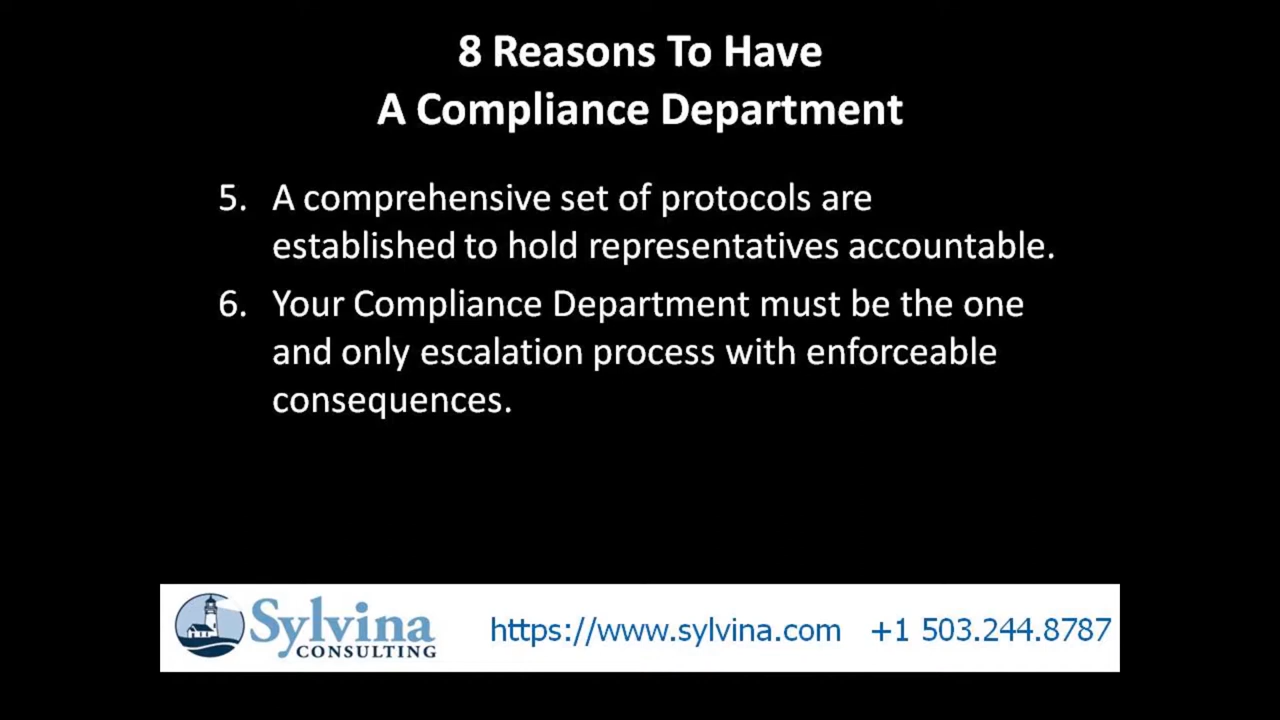 8 Reasons To Have
A Compliance Department
5. A comprehensive set of protocols are
established to hold representatives accountable.
6. Your Compliance Department must be the one
and only escalation process with enforceable
consequences.
Sylvina
CONSULTING
https://www.sylvina.com +1 503.244.8787